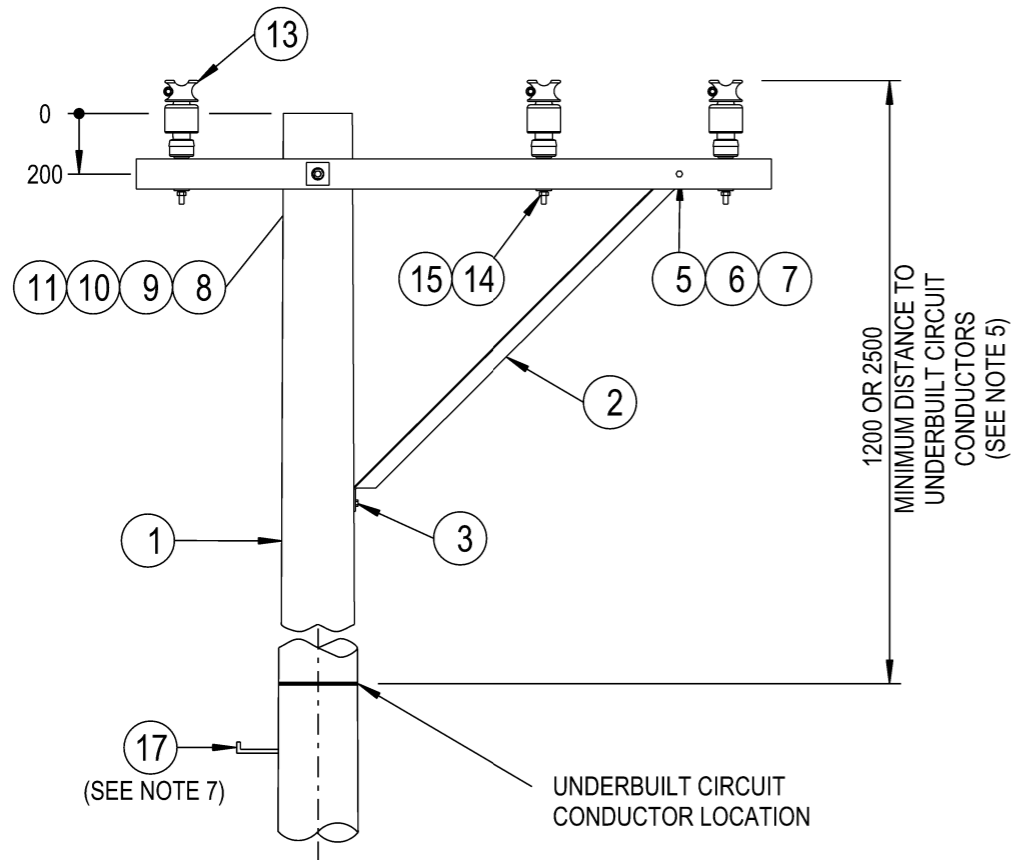 13
0
200
11 10 9 8
15 14
5 6 7
1200 OR 2500
MINIMUM DISTANCE TO
UNDERBUILT CIRCUIT
CONDUCTORS
(SEE NOTE 5)
2
1
3
17
(SEE NOTE 7)
UNDERBUILT CIRCUIT
CONDUCTOR LOCATION